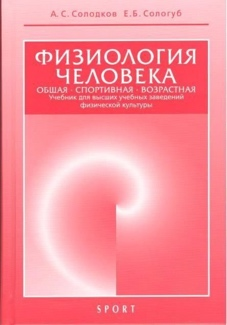 А. С. Солодков Е. Б. Сологуб
ФИЗИОЛОГИЯ
ЧЕЛОВЕКА
ОБЩАЯ · СПОРТИВНАЯ · ВОЗРАСТНАЯ
Учебник для высших учебных заведений
физической культуры
SPORT